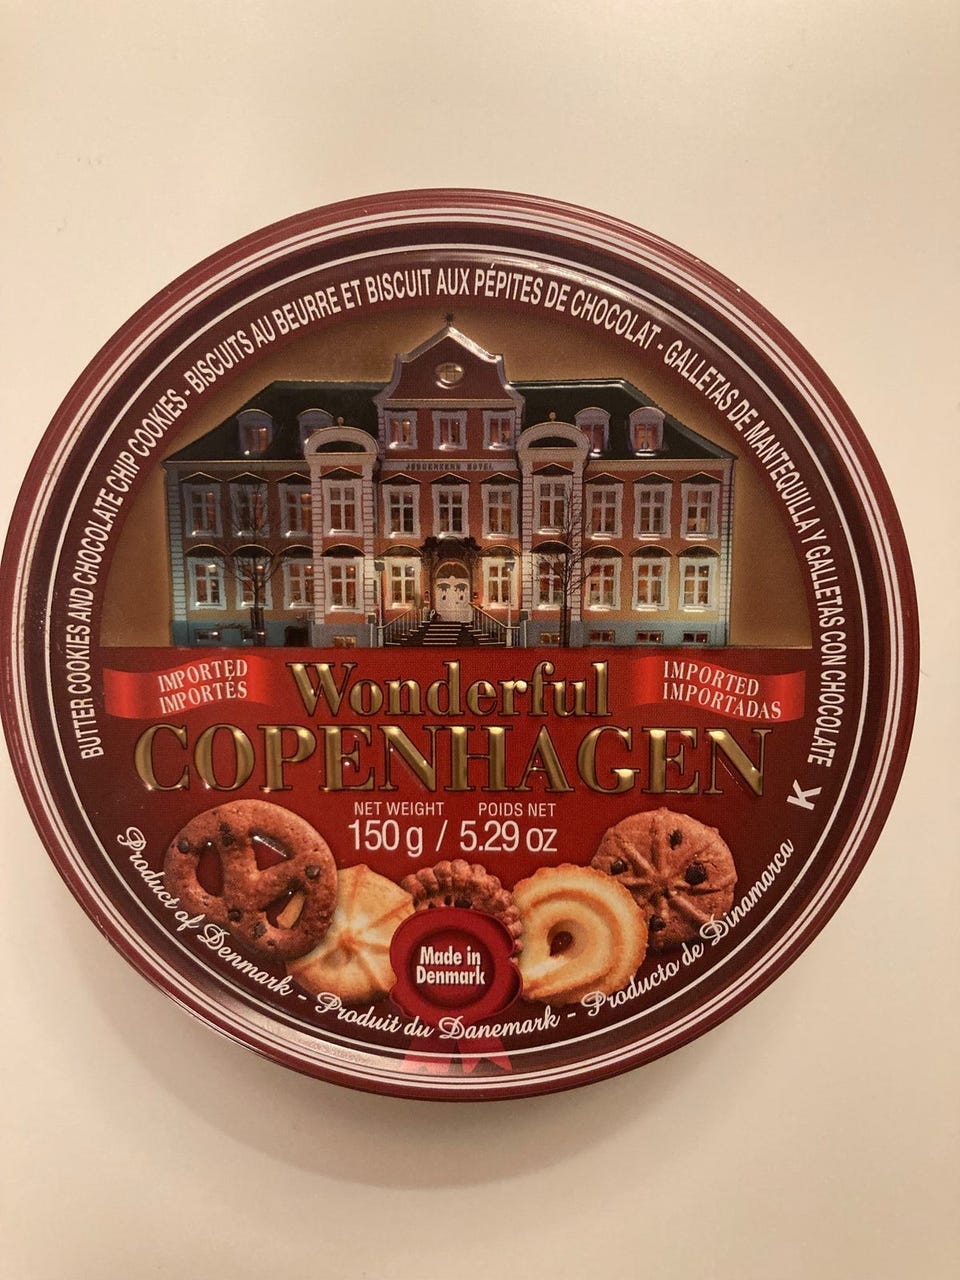 BUTTER COOKIES AND CHOCOLATE CHIP COOKIES - BISCUITS AU BEURRE ET BISCUIT AUX PÉPITES DE CHOCOLAT - GALLETAS DE MANTEQUILLA Y GALLETAS CON CHOCOLATE
K
JØRGENSENS HOTEL
IMPORTED
IMPORTÉS
IMPORTED
IMPORTADAS
Wonderful
COPENHAGEN
NET WEIGHT POIDS NET
150 g / 5.29 oz
Made in
Denmark
Product of Denmark - Produit du Danemark - Producto de Dinamarca